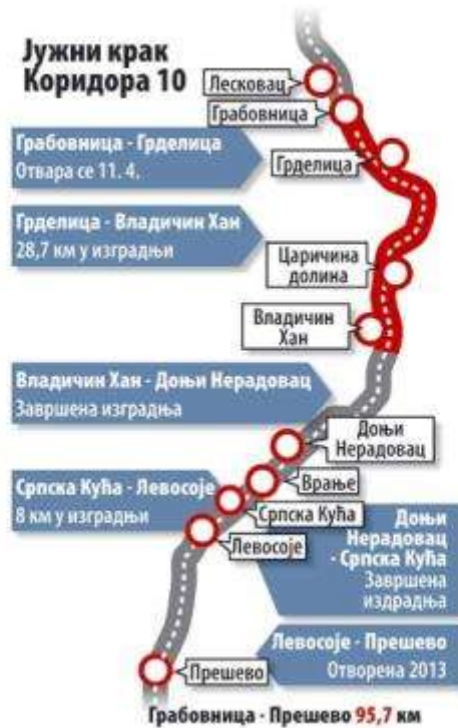 Јужни крак
Коридора 10
Лесковац
Грабовница
Грабовница - Грделица
Отвара се 11. 4.
Грделица
Грделица - Владичин Хан
28,7 км у изградњи
Царичина
долина
Владичин
Хан
Владичин Хан - Доњи Нерадовац
Завршена изградња
Доњи
Нерадовац
Врање
Српска Кућа - Левосоје
8 км у изградњи
Српска Кућа
Левосоје
Доњи
Нерадовац
- Српска Кућа
Завршена
издрадња
Левосоје - Прешево
Отворена 2013
Прешево
Грабовница - Прешево 95,7 км